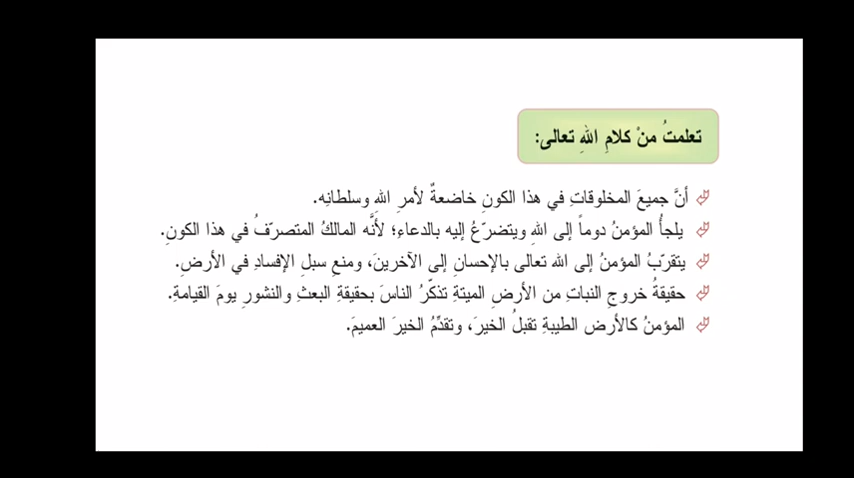 تعلمتُ منْ كلامِ اللهِ تعالى:
أنَّ جميعَ المخلوقاتِ في هذا الكونِ خاضعةٌ لأمرِ اللهِ وسلطانِه.
يلجأُ المؤمنُ دوماً إلى اللهِ ويتضرّعُ إليه بالدعاءِ؛ لأنَّه المالكُ المتصرّفُ في هذا الكونِ.
يتقرّبُ المؤمنُ إلى الله تعالى بالإحسانِ إلى الآخرينَ، ومنعِ سبلِ الإفسادِ في الأرضِ.
حقيقةُ خروجِ النباتِ من الأرضِ الميتةِ تذكّرُ الناسَ بحقيقةِ البعثِ والنشورِ يومَ القيامةِ.
المؤمنُ كالأرض الطيبةِ تقبلُ الخيرَ، وتقدِّمُ الخيرَ العميمَ.